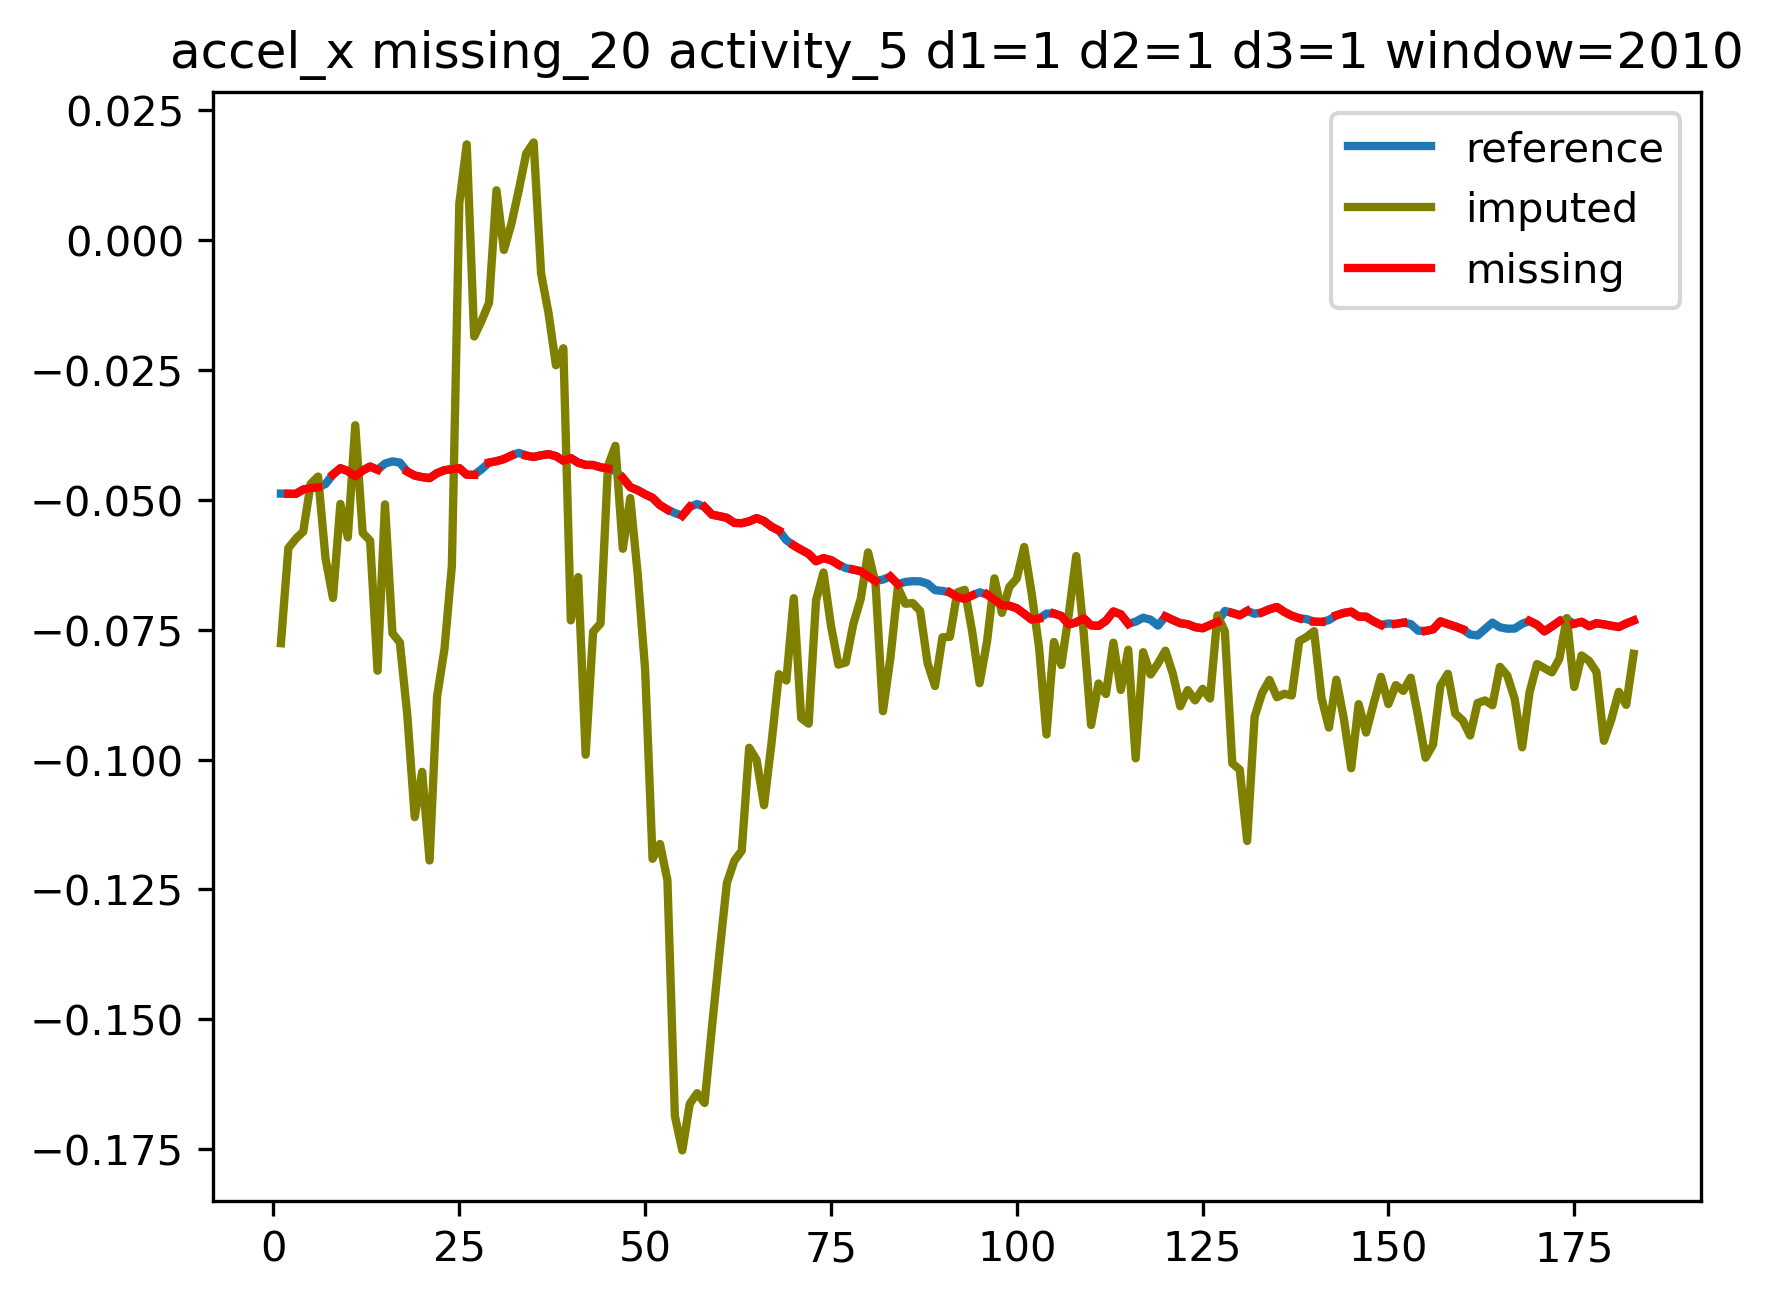 accel_x missing_20 activity_5 d1=1 d2=1 d3=1 window=2010
reference
imputed
missing
0.025
0.000
−0.025
−0.050
−0.075
−0.100
−0.125
−0.150
−0.175
0 25 50 75 100 125 150 175